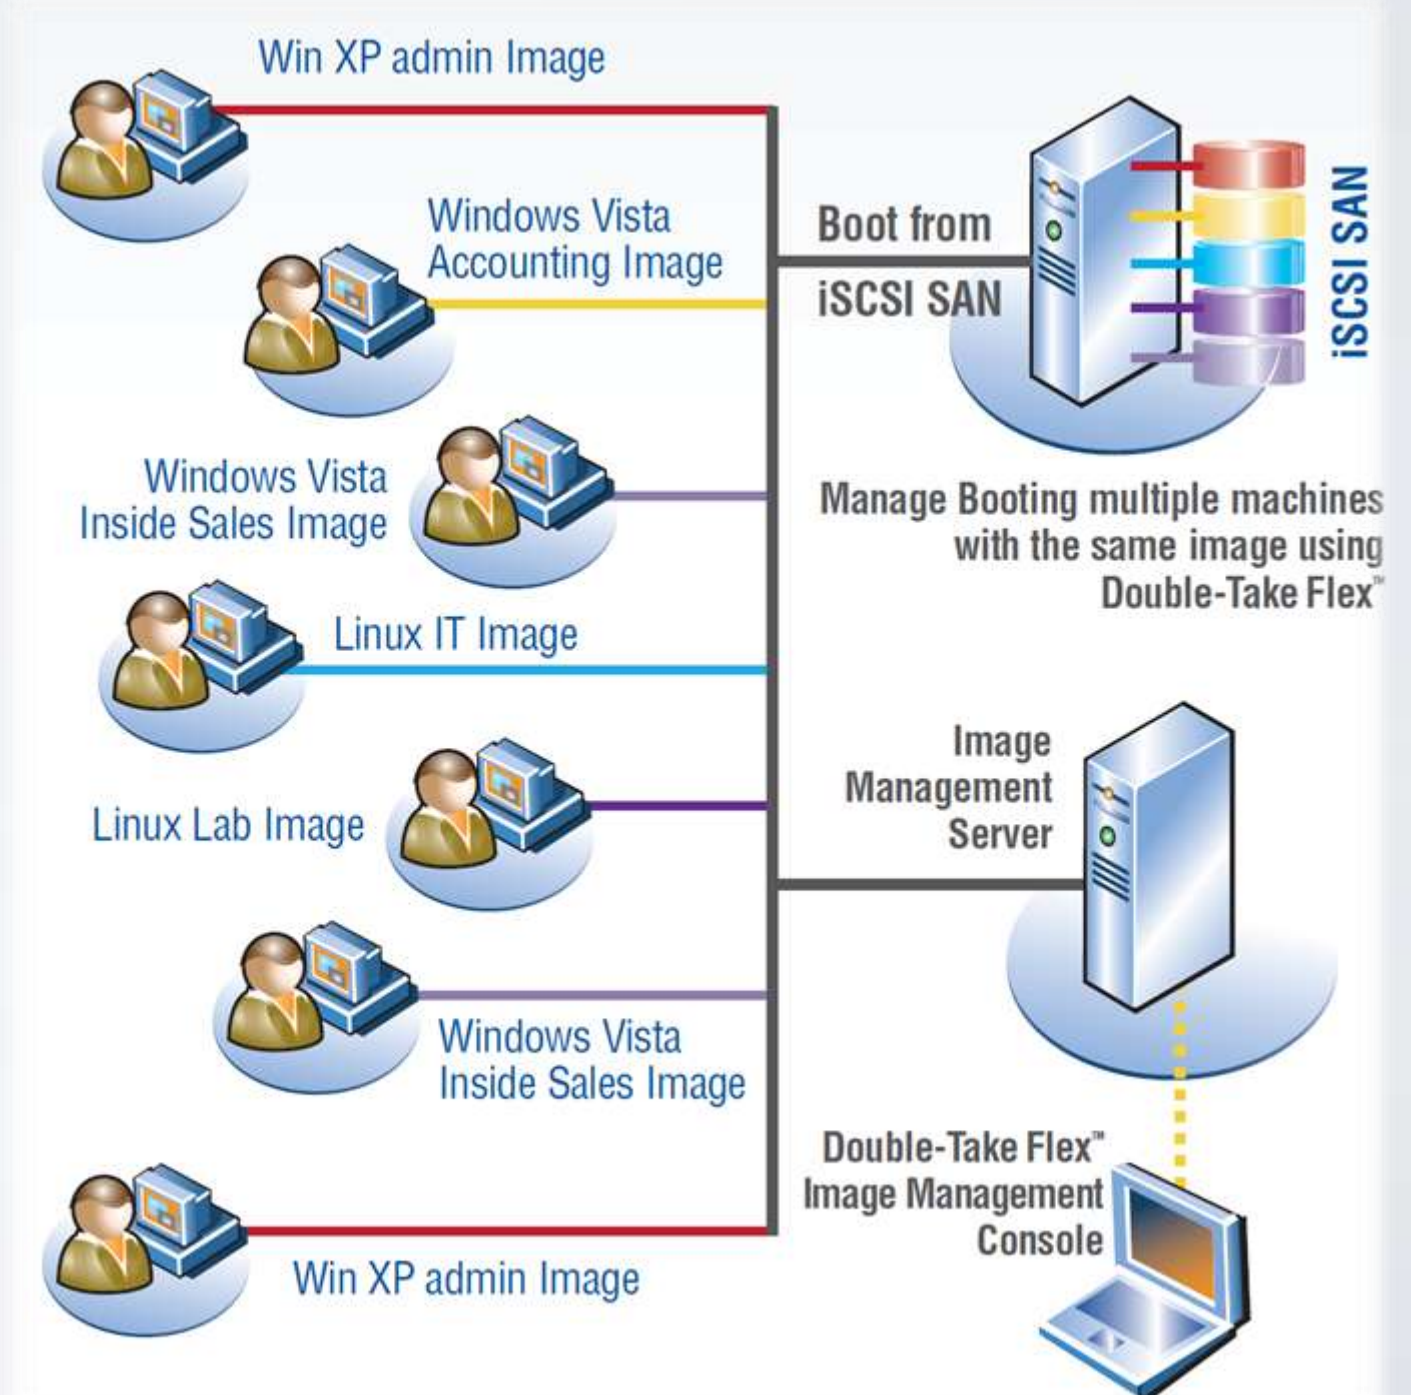 Win XP admin Image
Windows Vista
Accounting Image
Windows Vista
Inside Sales Image
Linux IT Image
Linux Lab Image
Windows Vista
Inside Sales Image
Win XP admin Image
Boot from
iSCSI SAN
iSCSI SAN
Manage Booting multiple machines
with the same image using
Double-Take Flex™
Image
Management
Server
Double-Take Flex™
Image Management
Console